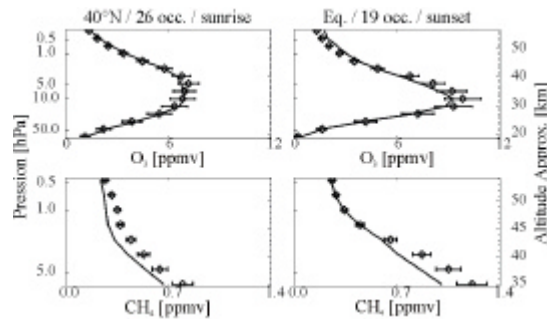 40°N / 26 occ. / sunrise
Eq. / 19 occ. / sunset
0.5
1.0
5.0
10.0
50.0
50
40
30
20
0 6 12
0 6 12
O₃ [ppmv]
O₃ [ppmv]
Pression [hPa]
Altitude Approx. [km]
0.5
1.0
5.0
50
45
40
35
0.0 0.7 1.4
0.0 0.7 1.4
CH₄ [ppmv]
CH₄ [ppmv]